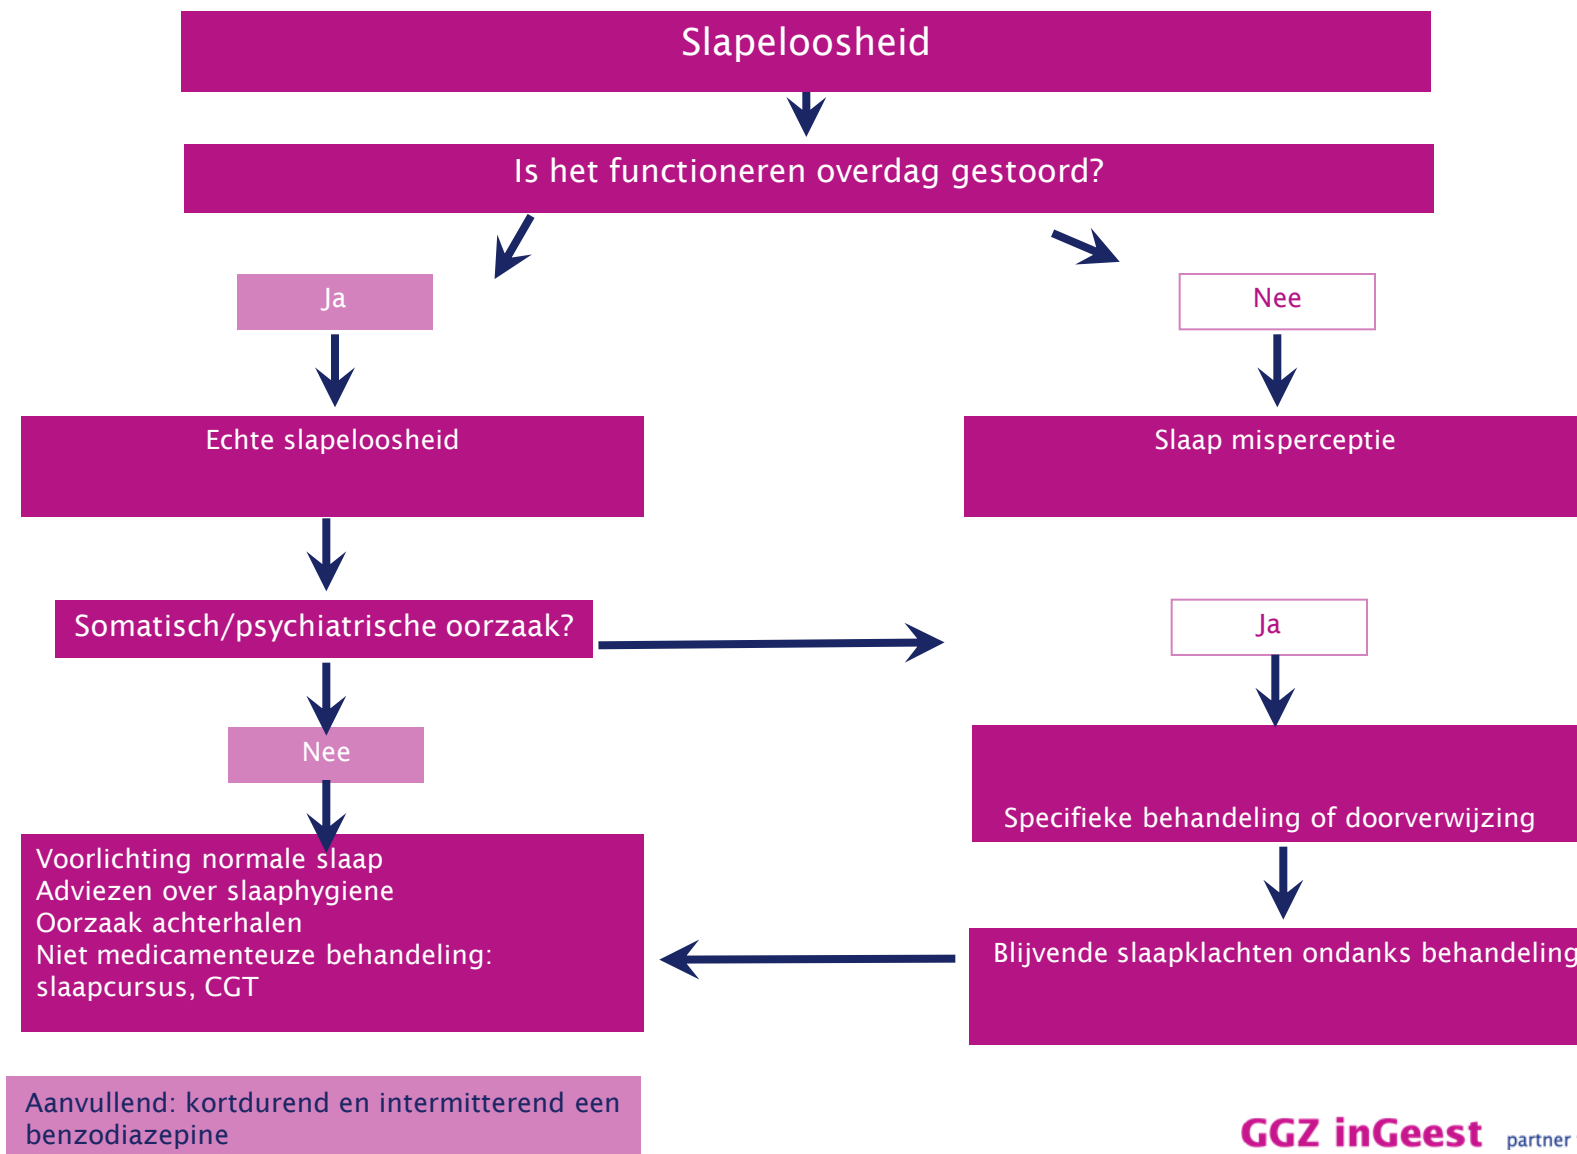 Slapeloosheid
Is het functioneren overdag gestoord?
Ja
Nee
Echte slapeloosheid
Slaap misperceptie
Somatisch/psychiatrische oorzaak?
Ja
Nee
Specifieke behandeling of doorverwijzing
Voorlichting normale slaap
Adviezen over slaaphygiene
Oorzaak achterhalen
Niet medicamenteuze behandeling:
slaapcursus, CGT
Blijvende slaapklachten ondanks behandeling
Aanvullend: kortdurend en intermitterend een
benzodiazepine
GGZ inGeest partner